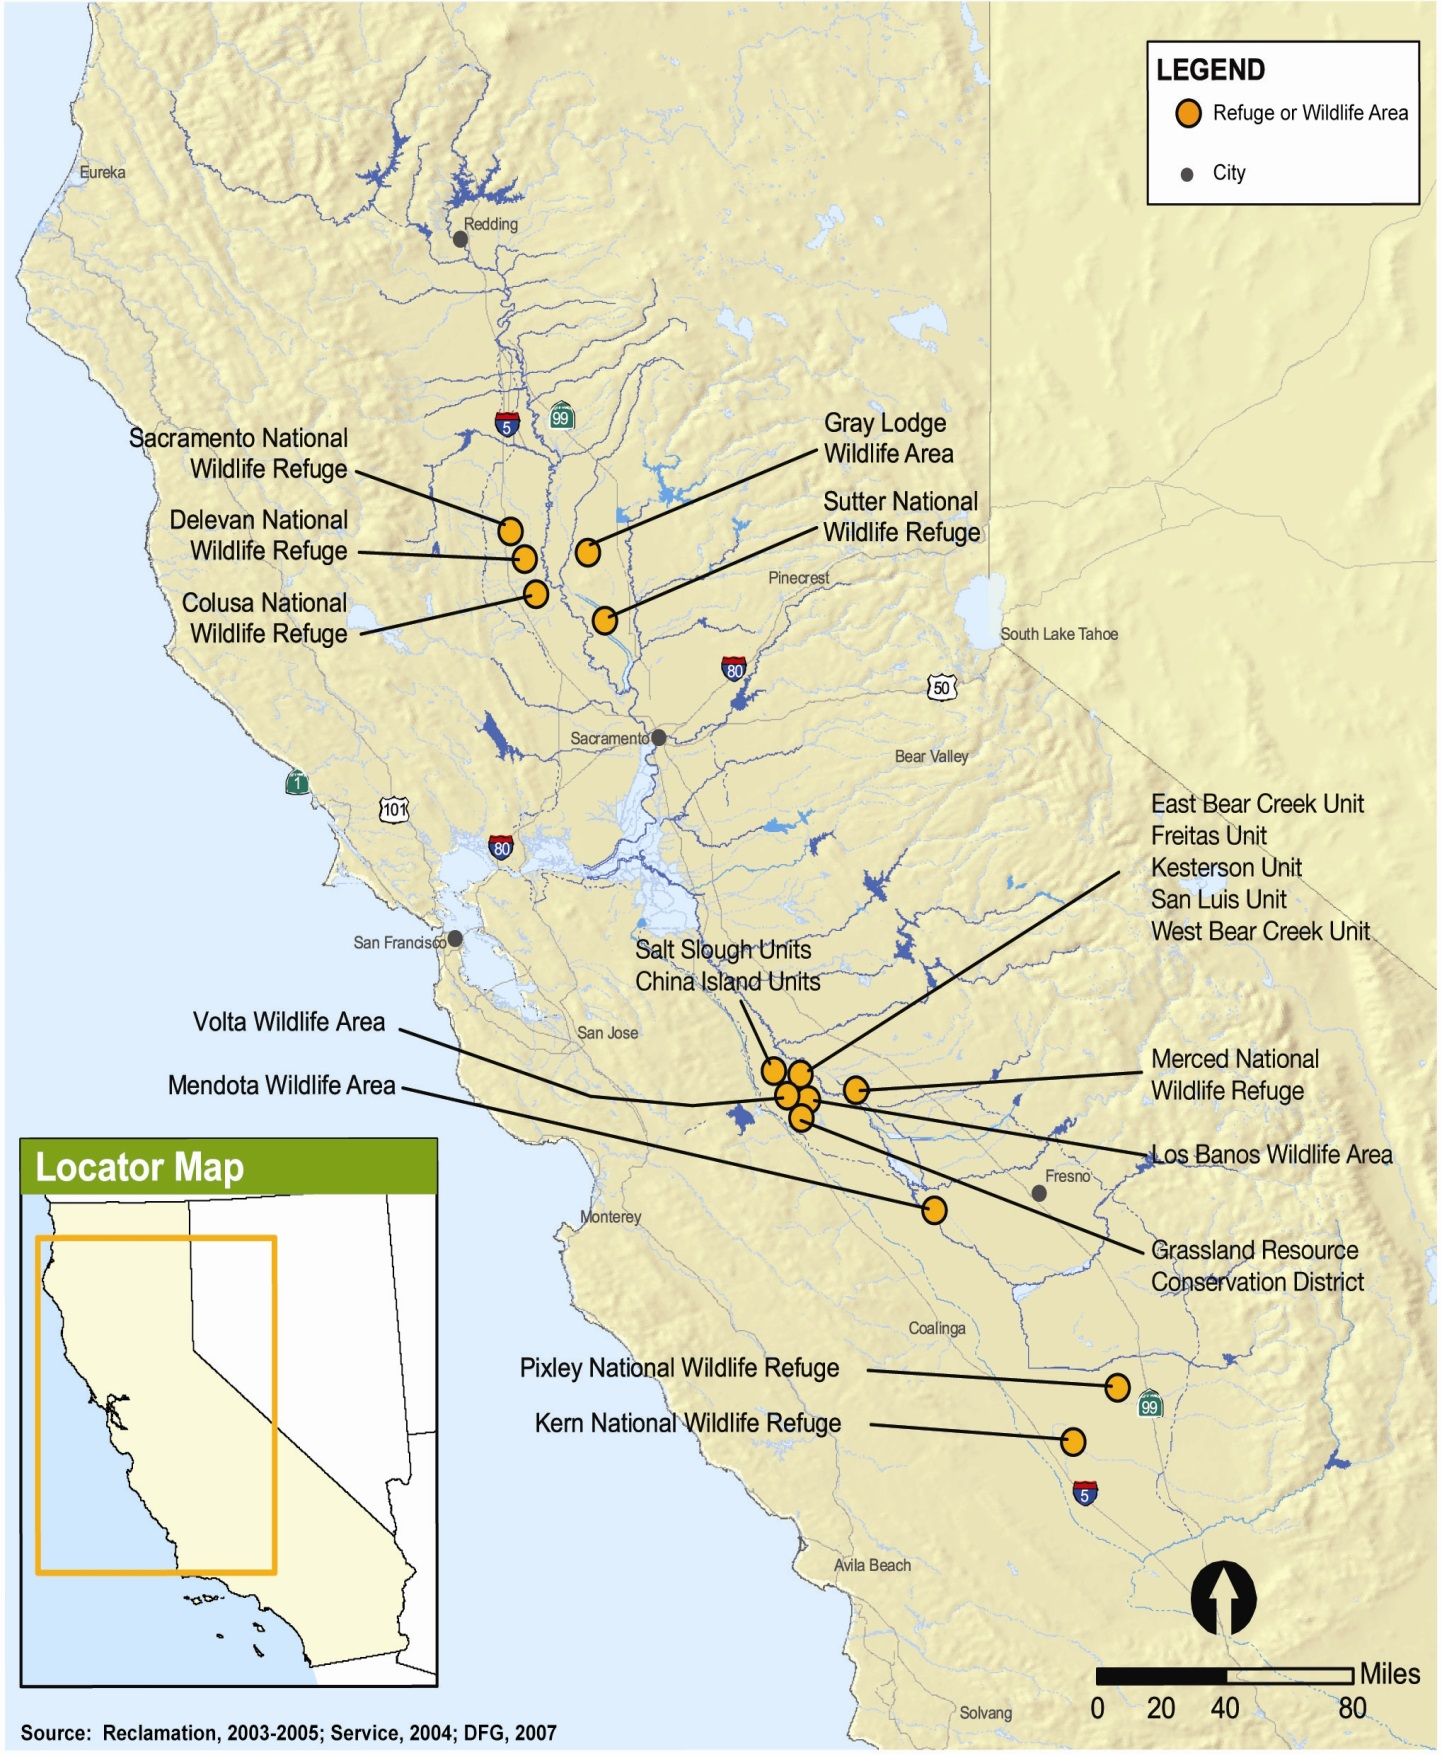 LEGEND
Refuge or Wildlife Area
City
Eureka
Redding
5
99
Sacramento National
Wildlife Refuge
Gray Lodge
Wildlife Area
Delevan National
Wildlife Refuge
Sutter National
Wildlife Refuge
Colusa National
Wildlife Refuge
Pinecrest
South Lake Tahoe
80
50
Sacramento
Bear Valley
1
101
80
East Bear Creek Unit
Freitas Unit
Kesterson Unit
San Luis Unit
West Bear Creek Unit
San Francisco
Salt Slough Units
China Island Units
Volta Wildlife Area
San Jose
Mendota Wildlife Area
Merced National
Wildlife Refuge
Los Banos Wildlife Area
Fresno
Monterey
Grassland Resource
Conservation District
Coalinga
Pixley National Wildlife Refuge
99
Kern National Wildlife Refuge
5
Avila Beach
Solvang
Locator Map
Miles
0 20 40 80
Source: Reclamation, 2003-2005; Service, 2004; DFG, 2007